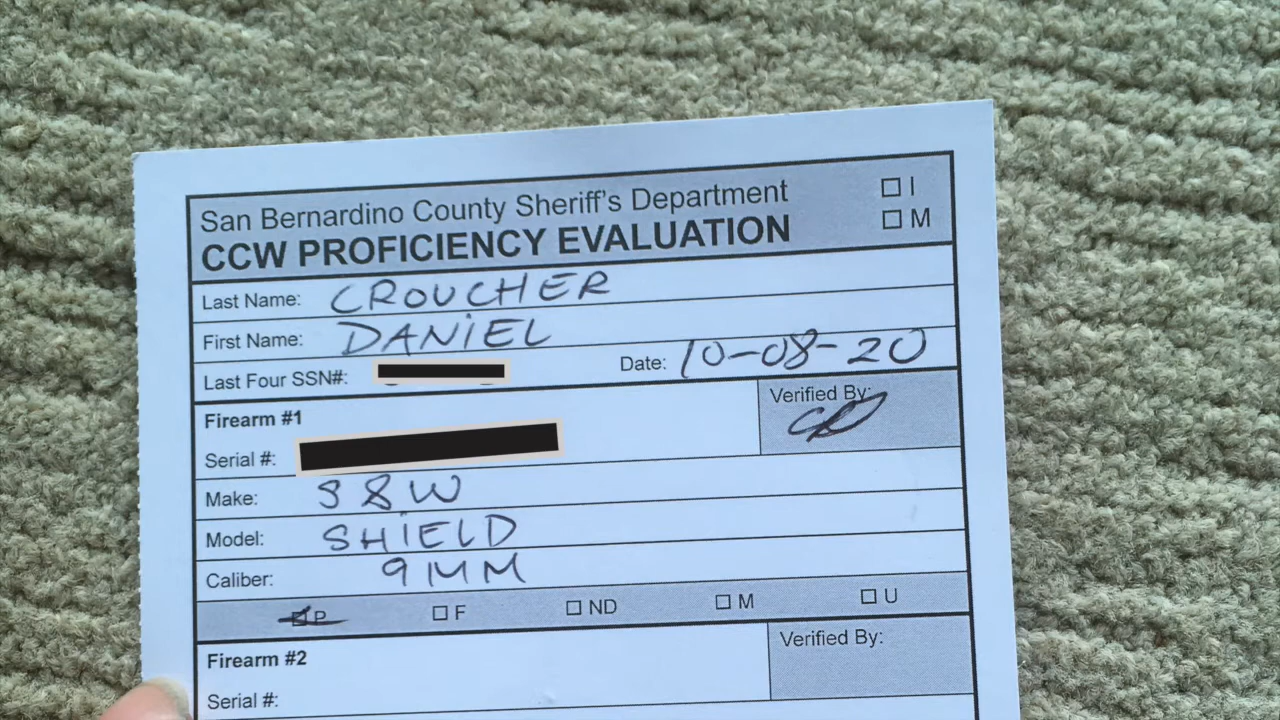 San Bernardino County Sheriff's Department ☐ I
CCW PROFICIENCY EVALUATION ☐ M
Last Name: CROUCHER
First Name: DANIEL
Last Four SSN#: Date: 10-08-20
Firearm #1 Verified By:
Serial #:
Make: S&W
Model: SHIELD
Caliber: 9MM
☑ P ☐ F ☐ ND ☐ M ☐ U
Firearm #2 Verified By:
Serial #: